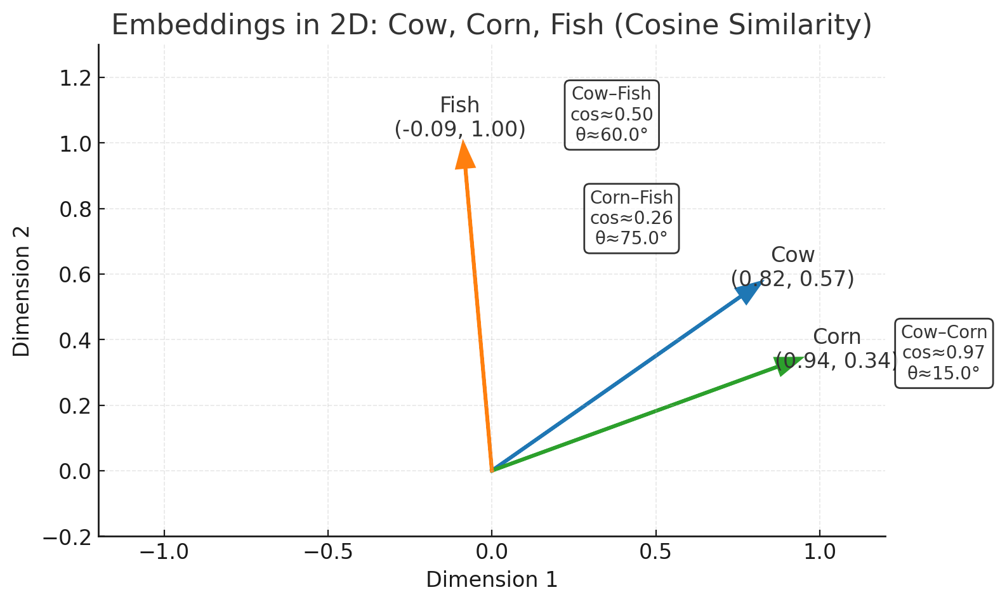 Embeddings in 2D: Cow, Corn, Fish (Cosine Similarity)
Dimension 2
1.2
1.0
0.8
0.6
0.4
0.2
0.0
−0.2
Fish
(-0.09, 1.00)
Cow–Fish
cos≈0.50
θ≈60.0°
Corn–Fish
cos≈0.26
θ≈75.0°
Cow
(0.82, 0.57)
Corn
(0.94, 0.34)
Cow–Corn
cos≈0.97
θ≈15.0°
−1.0
−0.5
0.0
0.5
1.0
Dimension 1